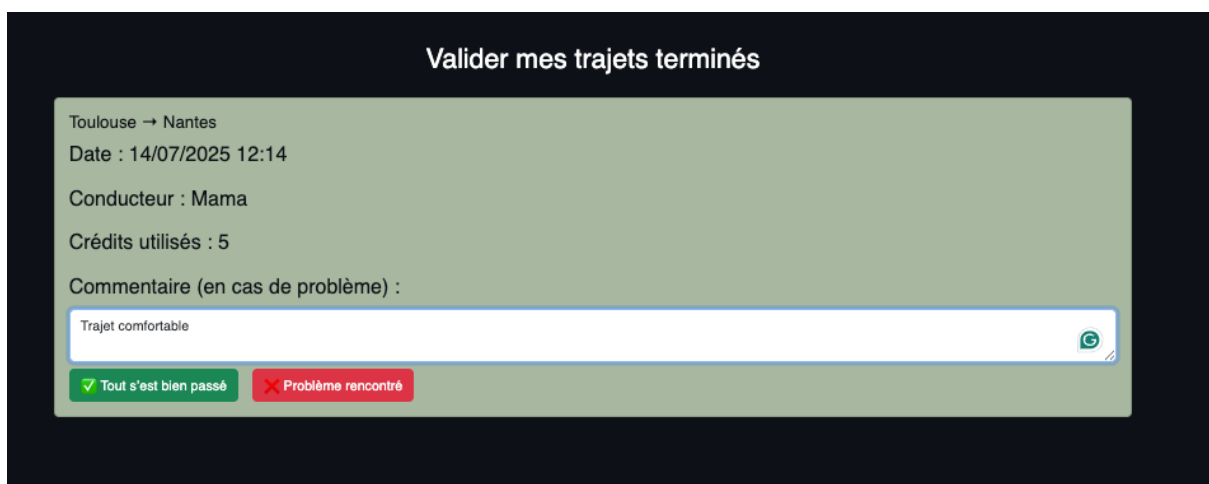 Valider mes trajets terminés
Toulouse → Nantes
Date : 14/07/2025 12:14
Conducteur : Mama
Crédits utilisés : 5
Commentaire (en cas de problème) :
Trajet comfortable
✅ Tout s'est bien passé ❌ Problème rencontré